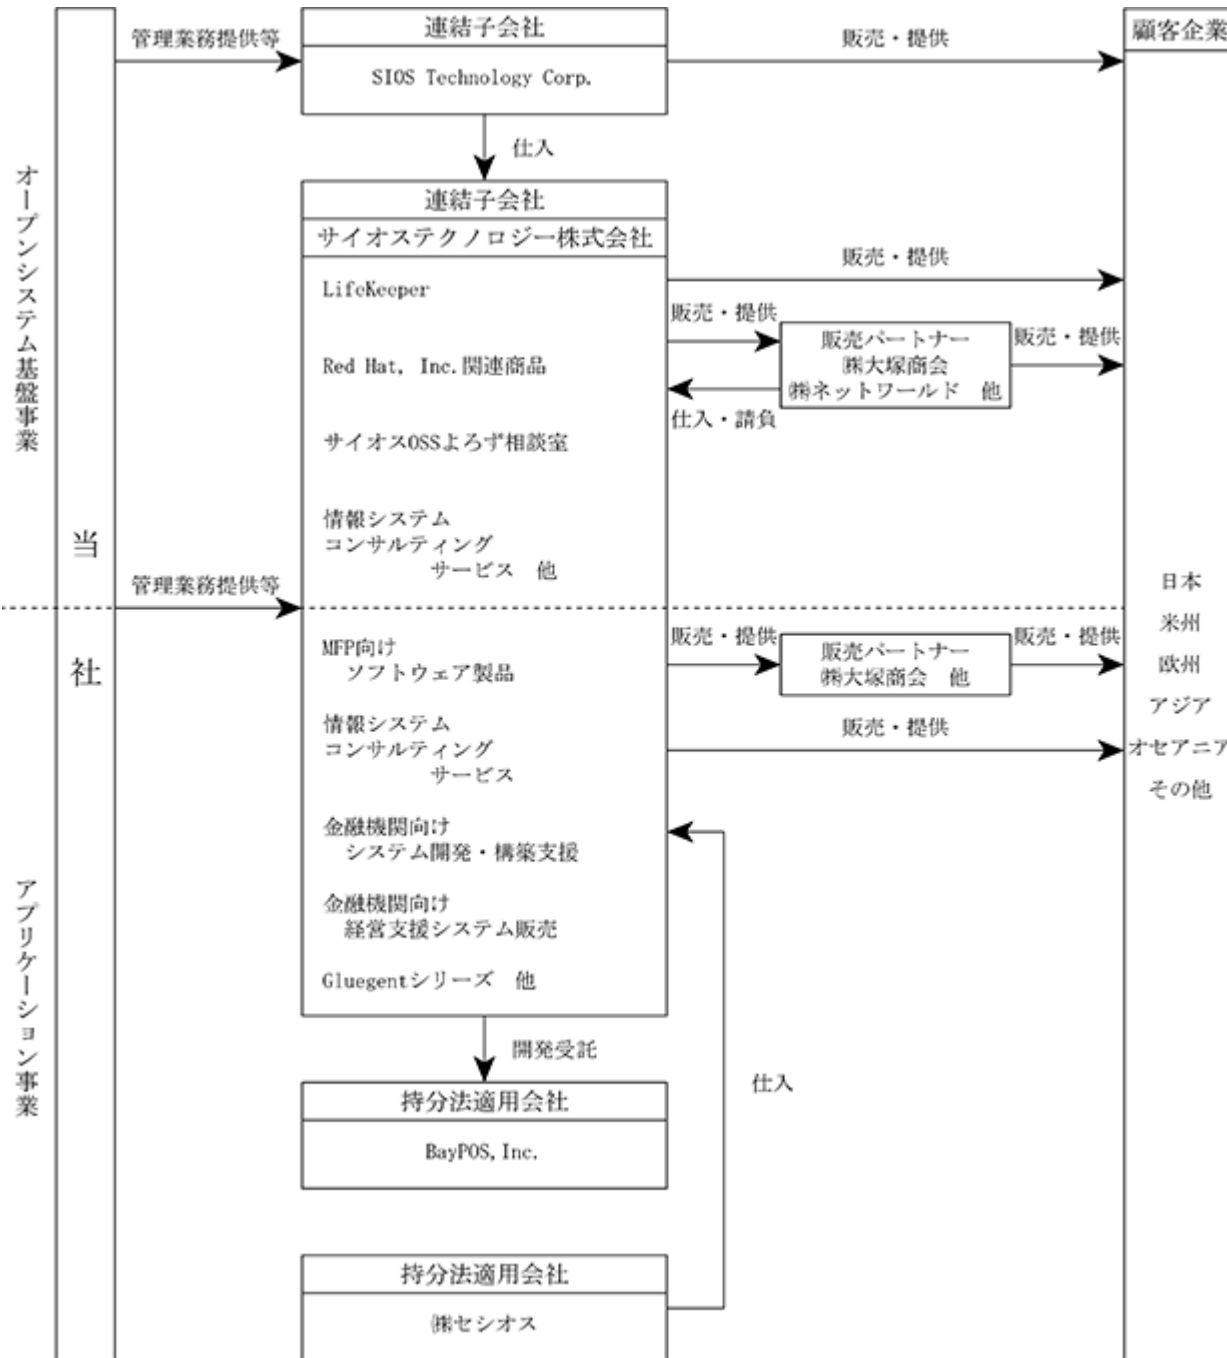 オープンシステム基盤事業
アプリケーション事業
当
社
管理業務提供等
連結子会社
SIOS Technology Corp.
販売・提供
顧客企業
仕入
連結子会社
サイオステクノロジー株式会社
LifeKeeper
Red Hat, Inc.関連商品
サイオスOSSよろず相談室
情報システム
コンサルティング
サービス 他
販売・提供
販売・提供
販売パートナー
㈱大塚商会
㈱ネットワールド 他
販売・提供
仕入・請負
管理業務提供等
MFP向け
ソフトウェア製品
情報システム
コンサルティング
サービス
金融機関向け
システム開発・構築支援
金融機関向け
経営支援システム販売
Gluegentシリーズ 他
販売・提供
販売パートナー
㈱大塚商会 他
販売・提供
販売・提供
日本
米州
欧州
アジア
オセアニア
その他
開発受託
持分法適用会社
BayPOS,Inc.
仕入
持分法適用会社
㈱セシオス